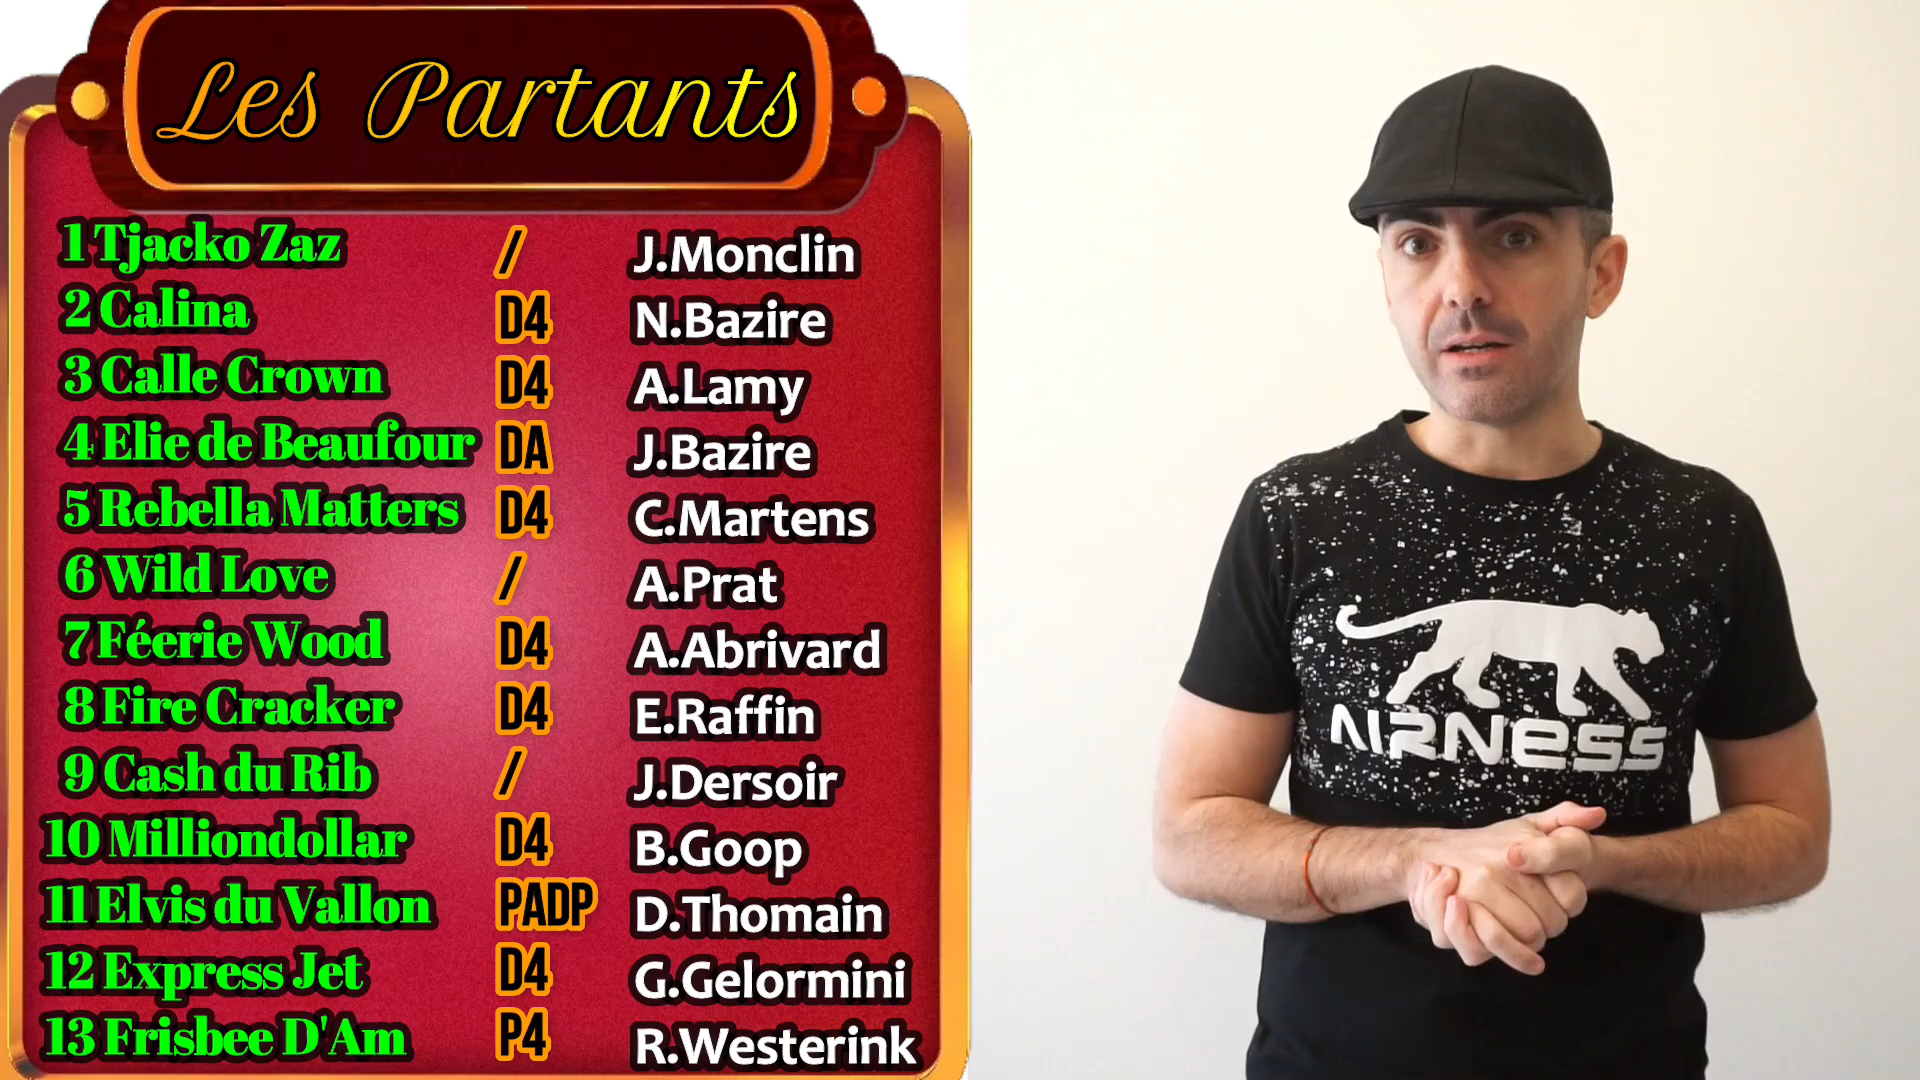 Les Partants
1 Tjacko Zaz / J.Monclin
2 Calina D4 N.Bazire
3 Calle Crown D4 A.Lamy
4 Elie de Beaufour DA J.Bazire
5 Rebella Matters D4 C.Martens
6 Wild Love / A.Prat
7 Féerie Wood D4 A.Abrivard
8 Fire Cracker D4 E.Raffin
9 Cash du Rib / J.Dersoir
10 Milliondollar D4 B.Goop
11 Elvis du Vallon PADP D.Thomain
12 Express Jet D4 G.Gelormini
13 Frisbee D'Am P4 R.Westerink
AIRNESS